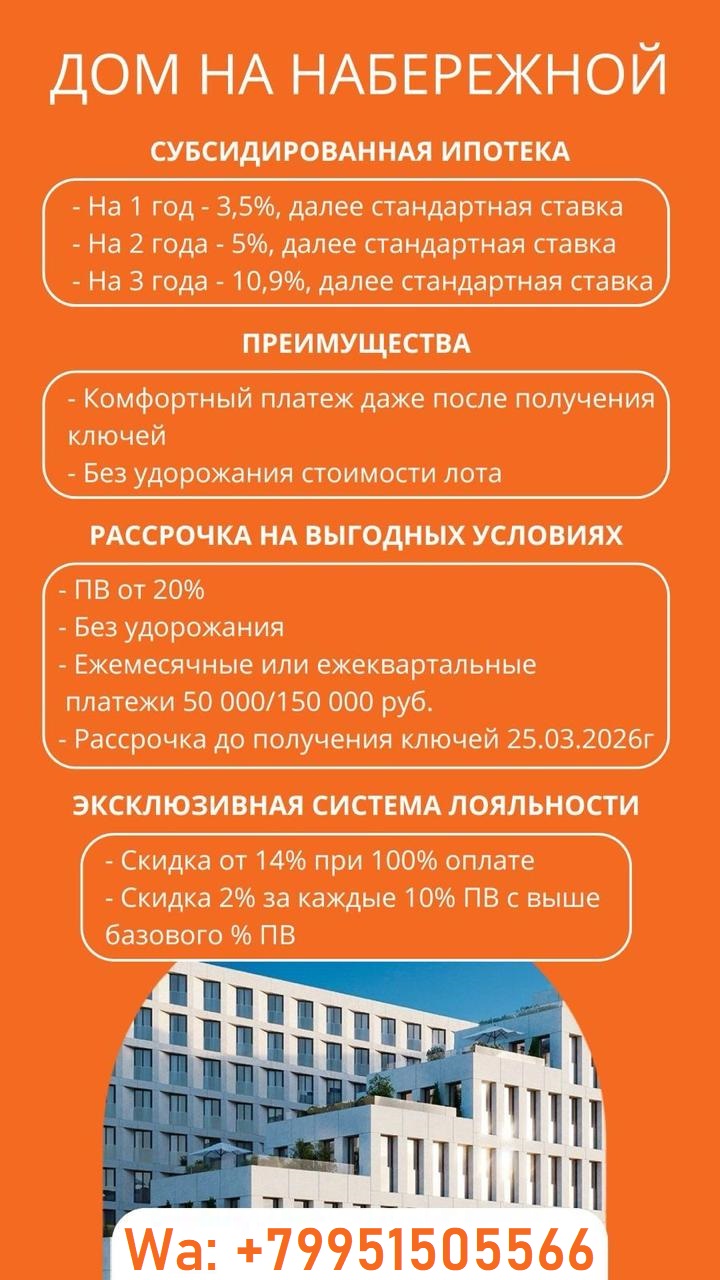 ДОМ НА НАБЕРЕЖНОЙ
СУБСИДИРОВАННАЯ ИПОТЕКА
- На 1 год - 3,5%, далее стандартная ставка
- На 2 года - 5%, далее стандартная ставка
- На 3 года - 10,9%, далее стандартная ставка
ПРЕИМУЩЕСТВА
- Комфортный платеж даже после получения
ключей
- Без удорожания стоимости лота
РАССРОЧКА НА ВЫГОДНЫХ УСЛОВИЯХ
- ПВ от 20%
- Без удорожания
- Ежемесячные или ежеквартальные
платежи 50 000/150 000 руб.
- Рассрочка до получения ключей 25.03.2026г
ЭКСКЛЮЗИВНАЯ СИСТЕМА ЛОЯЛЬНОСТИ
- Скидка от 14% при 100% оплате
- Скидка 2% за каждые 10% ПВ с выше
базового % ПВ
Wa: +79951505566